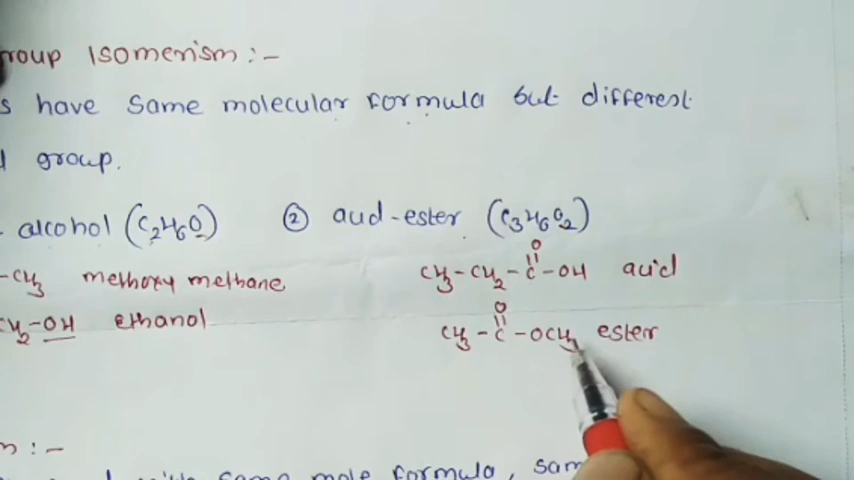 roup Isomerism :-
s have same molecular formula but different
l group.
- alcohol (C₂H₆O) ② acid-ester (C₃H₆O₂)
O
||
-CH₃ methoxy methane CH₃-CH₂-C-OH acid
O
||
CH₂-OH ethanol CH₃-C-OCH₃ ester
m :-
same mole formula, sam